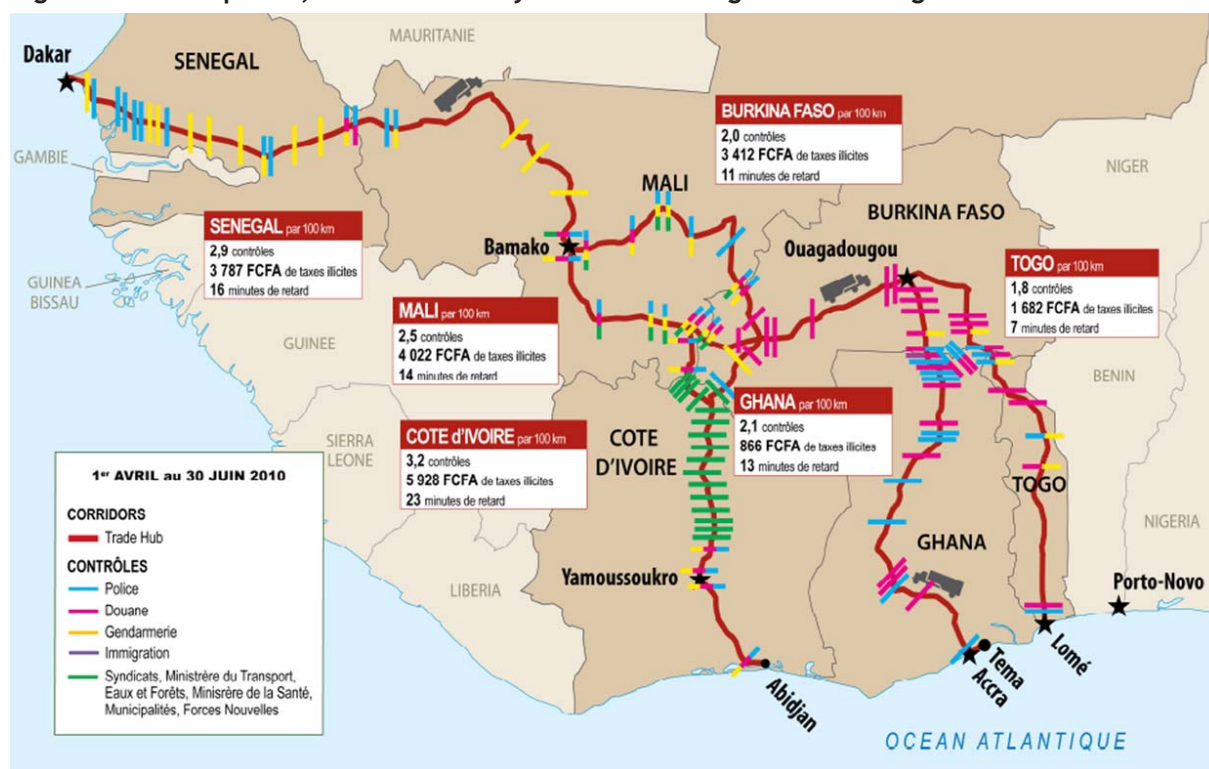 MAURITANIE
Dakar
SENEGAL
GAMBIE
BURKINA FASO par 100 km
2,0 contrôles
3 412 FCFA de taxes illicites
11 minutes de retard
NIGER
MALI
BURKINA FASO
SENEGAL par 100 km
2,9 contrôles
3 787 FCFA de taxes illicites
16 minutes de retard
Bamako
Ouagadougou
TOGO par 100 km
1,8 contrôles
1 682 FCFA de taxes illicites
7 minutes de retard
GUINEA
BISSAU
GUINEE
MALI par 100 km
2,5 contrôles
4 022 FCFA de taxes illicites
14 minutes de retard
BENIN
GHANA par 100 km
2,1 contrôles
866 FCFA de taxes illicites
13 minutes de retard
SIERRA
LEONE
COTE d'IVOIRE par 100 km
3,2 contrôles
5 928 FCFA de taxes illicites
23 minutes de retard
COTE
D'IVOIRE
TOGO
NIGERIA
GHANA
LIBERIA
Yamoussoukro
Porto-Novo
Lomé
Tema
Accra
Abidjan
OCEAN ATLANTIQUE
1er AVRIL au 30 JUIN 2010
CORRIDORS
Trade Hub
CONTRÔLES
Police
Douane
Gendarmerie
Immigration
Syndicats, Ministrère du Transport,
Eaux et Forêts, Minisrère de la Santé,
Municipalités, Forces Nouvelles